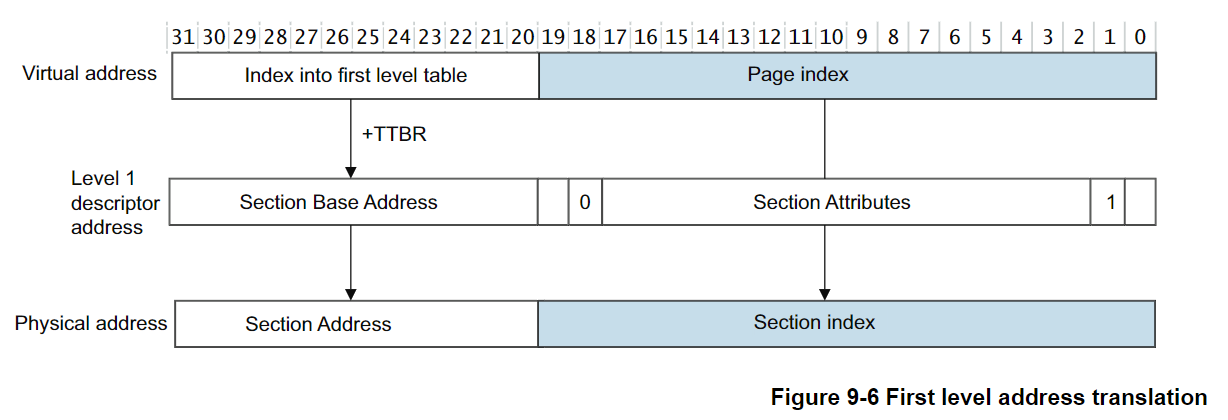 31 30 29 28 27 26 25 24 23 22 21 20 19 18 17 16 15 14 13 12 11 10 9 8 7 6 5 4 3 2 1 0
Virtual address
Index into first level table
Page index
+TTBR
Level 1
descriptor
address
Section Base Address
0
Section Attributes
1
Physical address
Section Address
Section index
Figure 9-6 First level address translation